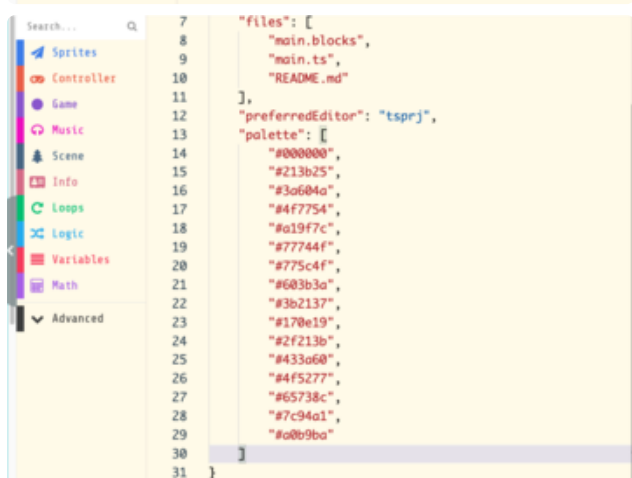 Search...
Sprites
Controller
Game
Music
Scene
Info
Loops
Logic
Variables
Math
Advanced
7 "files": [
8 "main.blocks",
9 "main.ts",
10 "README.md"
11 ],
12 "preferredEditor": "tsprj",
13 "palette": [
14 "#000000",
15 "#213b25",
16 "#3a604a",
17 "#4f7754",
18 "#a19f7c",
19 "#77744f",
20 "#775c4f",
21 "#603b3a",
22 "#3b2137",
23 "#170e19",
24 "#2f213b",
25 "#433a60",
26 "#4f5277",
27 "#65738c",
28 "#7c94a1",
29 "#a0b9ba"
30 ]
31 }